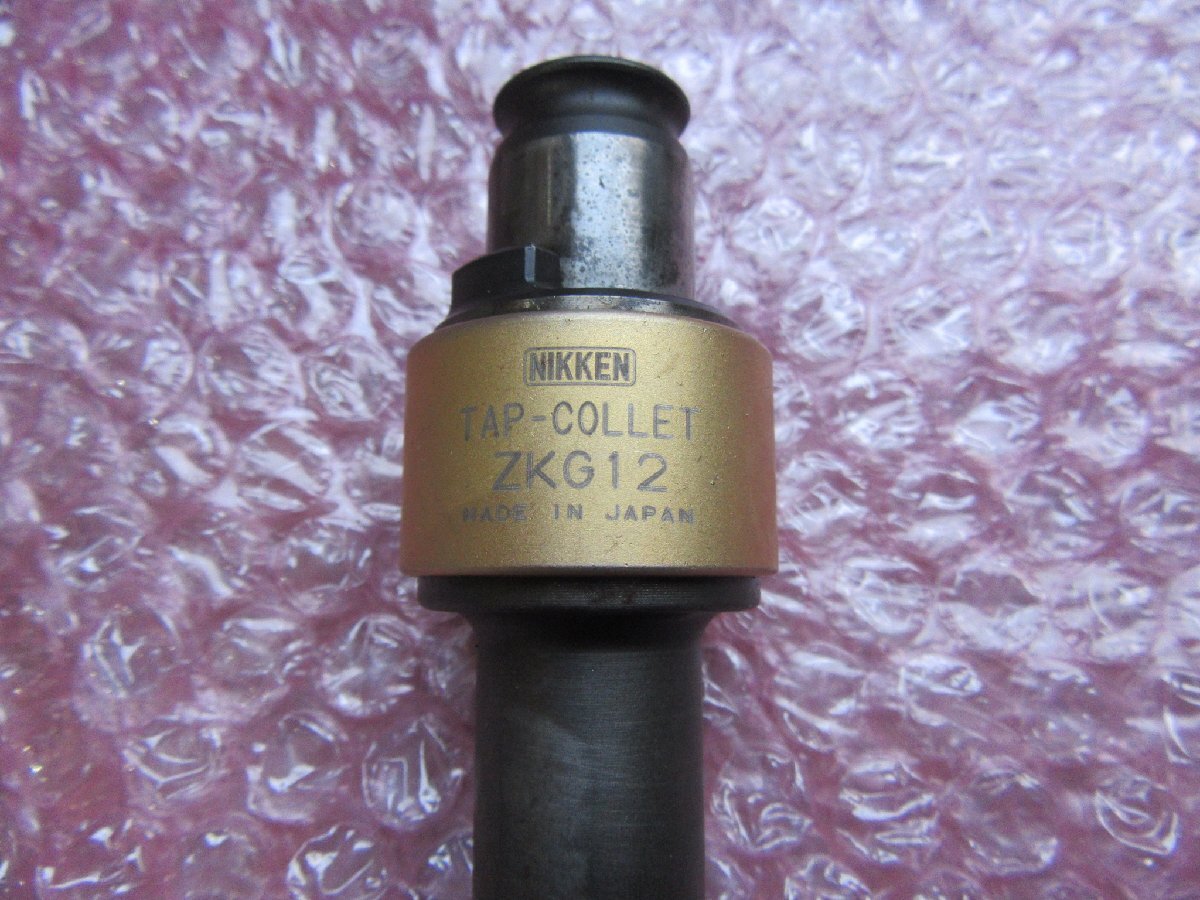 NIKKEN
TAP-COLLET
ZKG12
MADE IN JAPAN